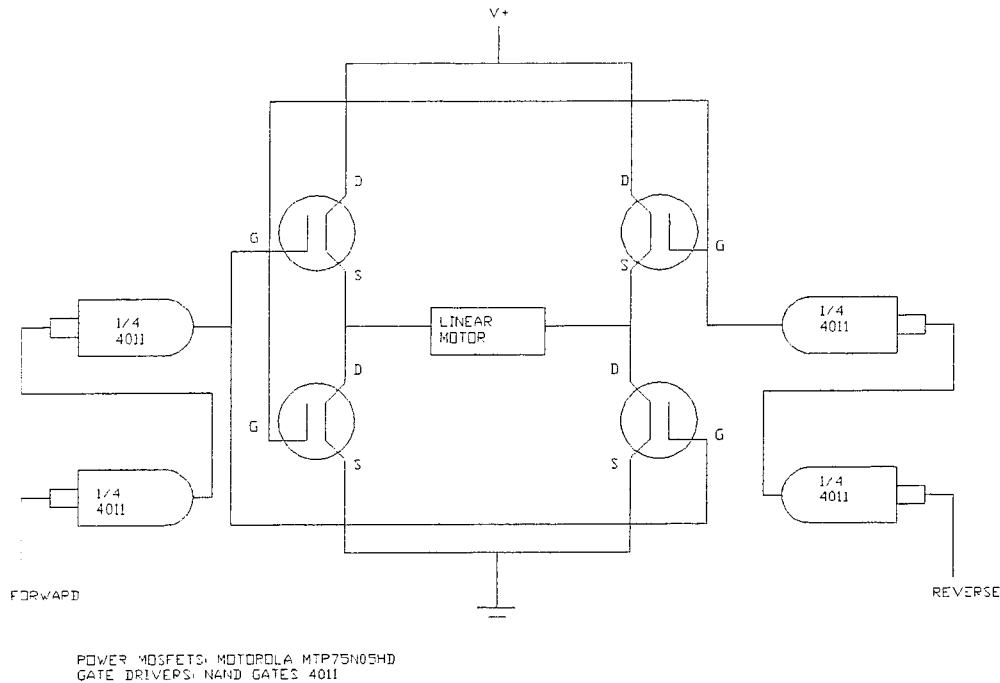 V+
D
D
G
G
S
S
1/4
4011
LINEAR
MOTOR
1/4
4011
D
D
G
G
S
S
1/4
4011
1/4
4011
FORWARD
REVERSE
POWER MOSFETS: MOTOROLA MTP75N05HD
GATE DRIVERS: NAND GATES 4011